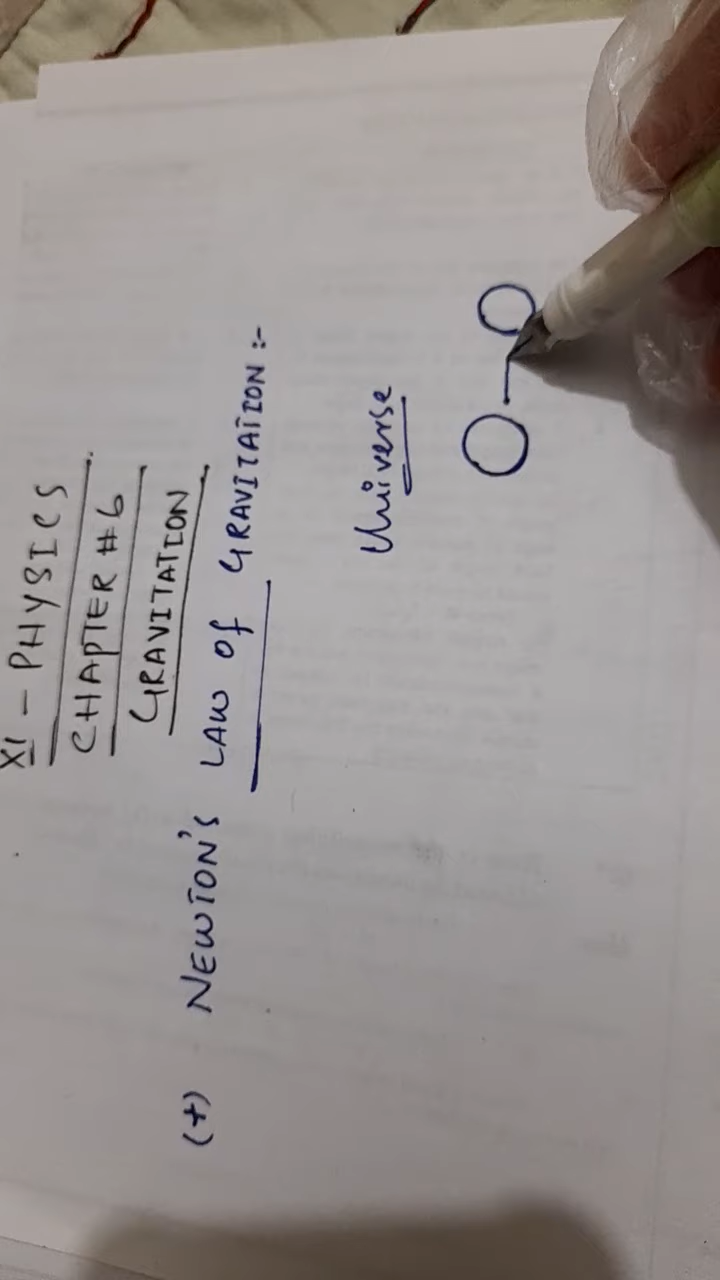 XI - PHYSICS
CHAPTER # 6
GRAVITATION
(+) NEWTON'S LAW OF GRAVITATION :-
Universe